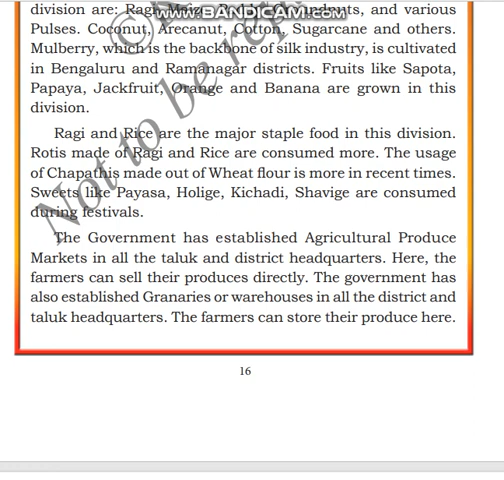 division are: Ragi, Maize, and various
www.BANDICAM.com
Pulses. Coconut, Arecanut, Cotton, Sugarcane and others.
Mulberry, which is the backbone of silk industry, is cultivated
in Bengaluru and Ramanagar districts. Fruits like Sapota,
Papaya, Jackfruit, Orange and Banana are grown in this
division.
Ragi and Rice are the major staple food in this division.
Rotis made of Ragi and Rice are consumed more. The usage
of Chapathis made out of Wheat flour is more in recent times.
Sweets like Payasa, Holige, Kichadi, Shavige are consumed
during festivals.
The Government has established Agricultural Produce
Markets in all the taluk and district headquarters. Here, the
farmers can sell their produces directly. The government has
also established Granaries or warehouses in all the district and
taluk headquarters. The farmers can store their produce here.
16
Not to be